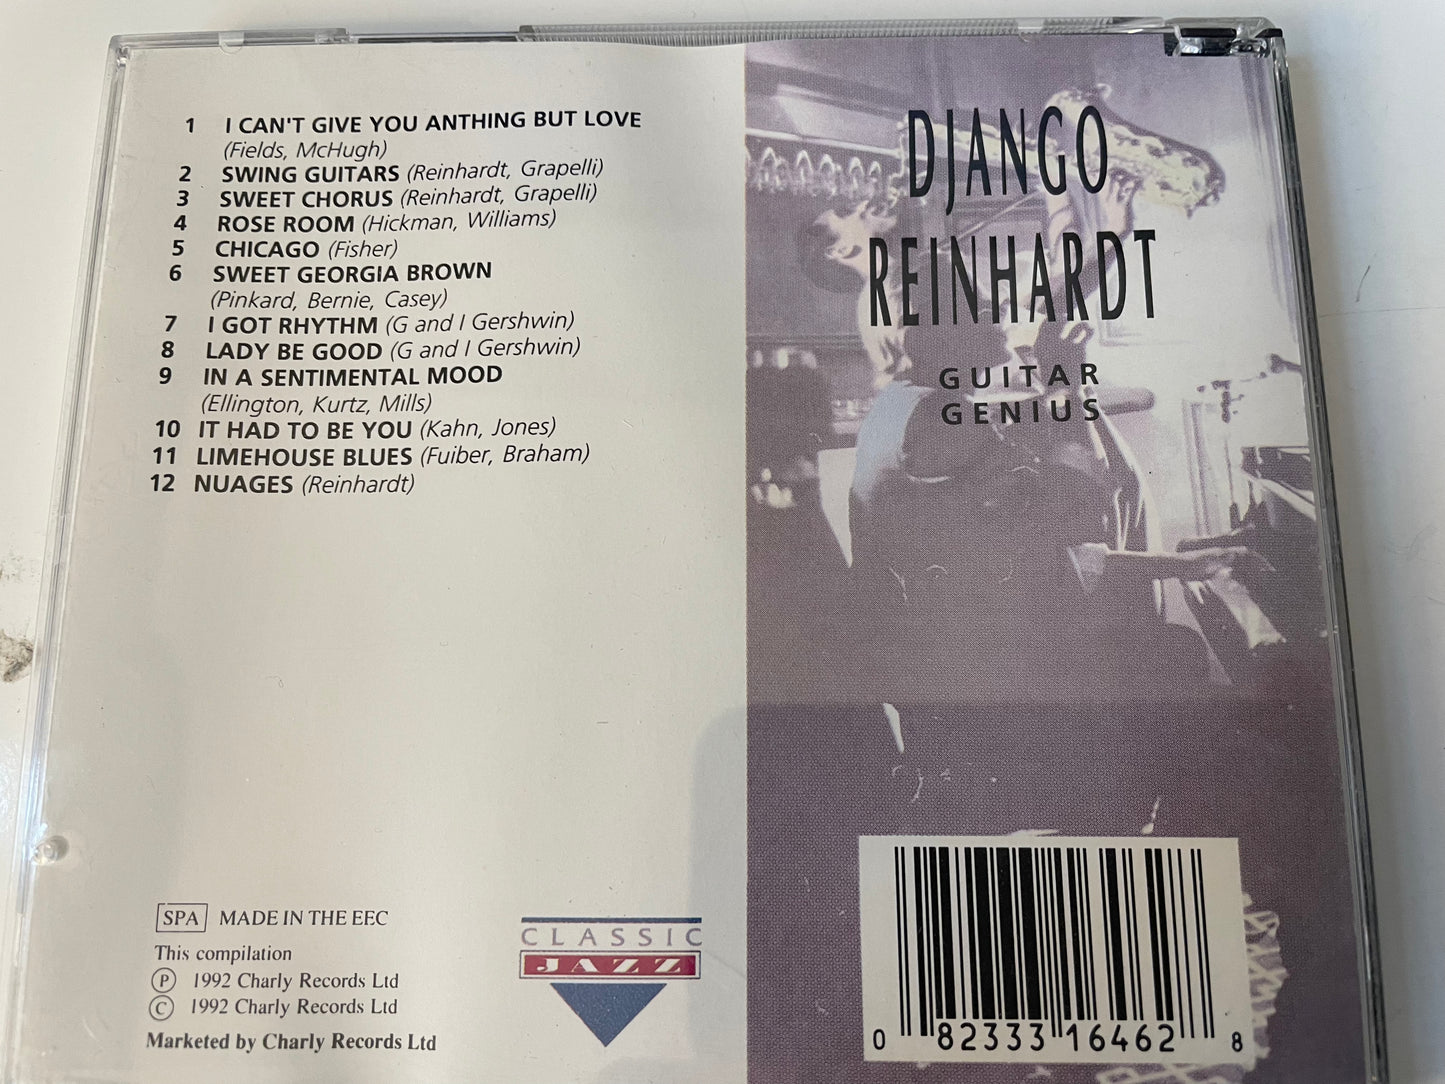 1 I CAN'T GIVE YOU ANTHING BUT LOVE
(Fields, McHugh)
2 SWING GUITARS (Reinhardt, Grapelli)
3 SWEET CHORUS (Reinhardt, Grapelli)
4 ROSE ROOM (Hickman, Williams)
5 CHICAGO (Fisher)
6 SWEET GEORGIA BROWN
(Pinkard, Bernie, Casey)
7 I GOT RHYTHM (G and I Gershwin)
8 LADY BE GOOD (G and I Gershwin)
9 IN A SENTIMENTAL MOOD
(Ellington, Kurtz, Mills)
10 IT HAD TO BE YOU (Kahn, Jones)
11 LIMEHOUSE BLUES (Fuiber, Braham)
12 NUAGES (Reinhardt)
DJANGO
REINHARDT
GUITAR
GENIUS
SPA MADE IN THE EEC
This compilation
Ⓟ 1992 Charly Records Ltd
© 1992 Charly Records Ltd
Marketed by Charly Records Ltd
CLASSIC
JAZZ
0 82333 16462 8